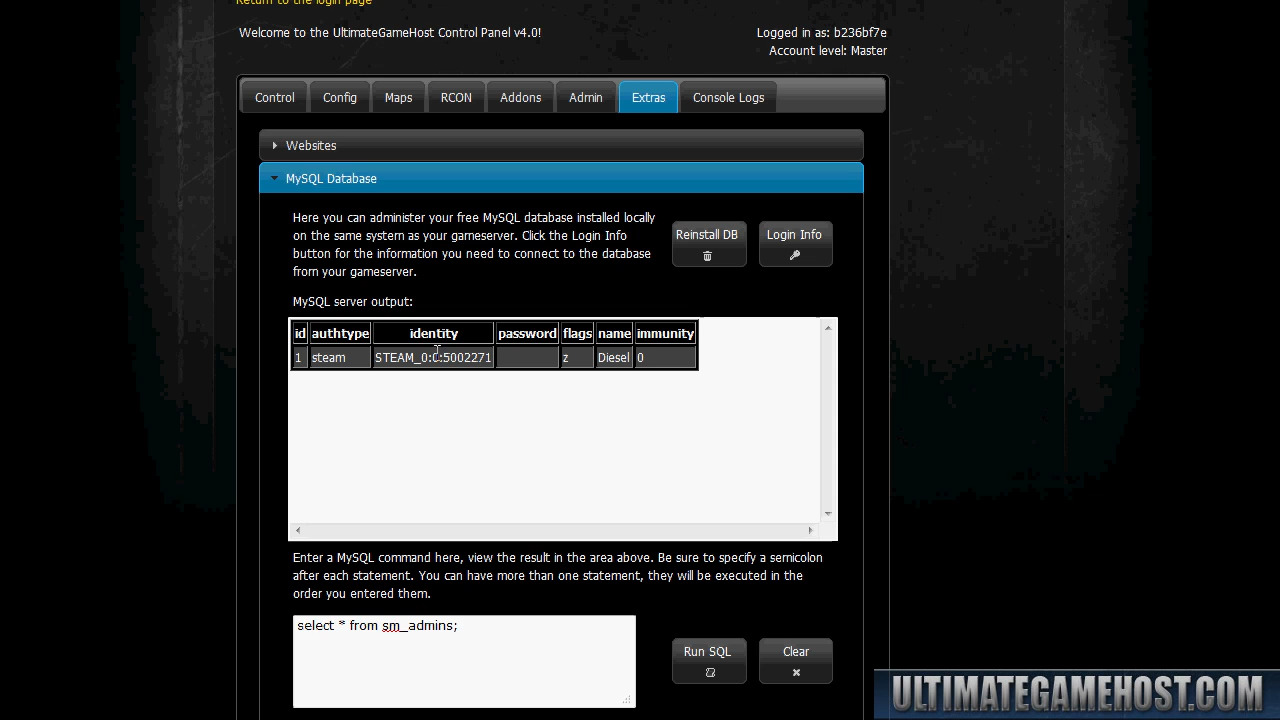 Return to the login page
Welcome to the UltimateGameHost Control Panel v4.0!
Logged in as: b236bf7e
Account level: Master
Control Config Maps RCON Addons Admin Extras Console Logs
Websites
MySQL Database
Here you can administer your free MySQL database installed locally
on the same system as your gameserver. Click the Login Info
button for the information you need to connect to the database
from your gameserver.
Reinstall DB
Login Info
MySQL server output:
id authtype identity password flags name immunity
1 steam STEAM_0:0:5002271 z Diesel 0
Enter a MySQL command here, view the result in the area above. Be sure to specify a semicolon
after each statement. You can have more than one statement, they will be executed in the
order you entered them.
select * from sm_admins;
Run SQL
Clear
ULTIMATEGAMEHOST.COM